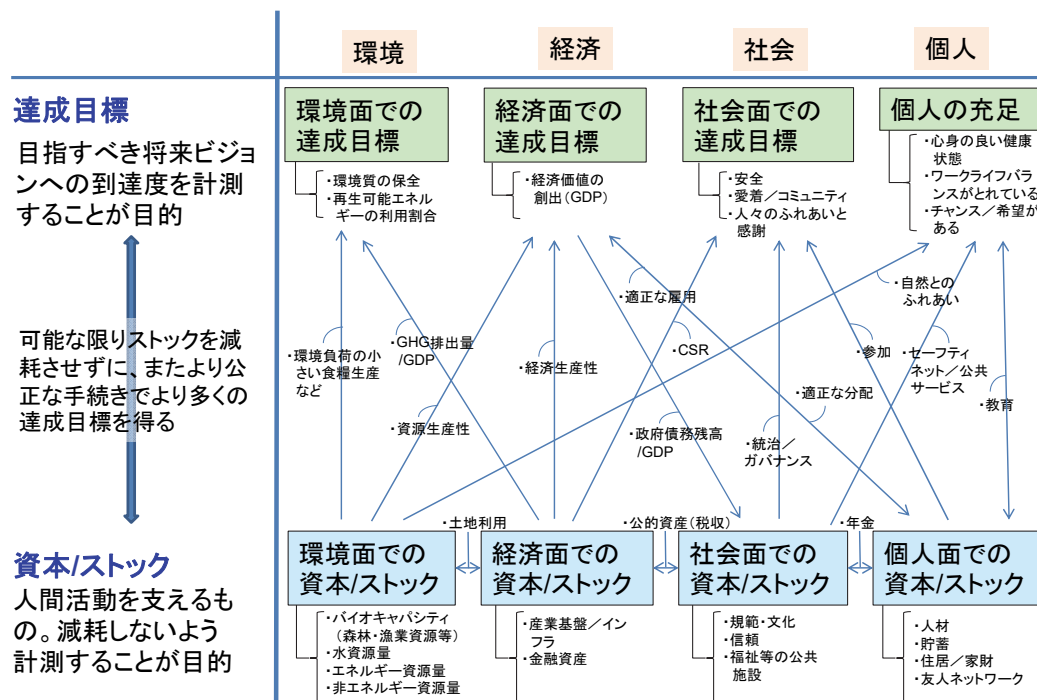 環境
経済
社会
個人
達成目標
目指すべき将来ビジョ
ンへの到達度を計測
することが目的
環境面での
達成目標
・環境質の保全
・再生可能エネル
ギーの利用割合
経済面での
達成目標
・経済価値の
創出(GDP)
社会面での
達成目標
・安全
・愛着/コミュニティ
・人々のふれあいと
感謝
個人の充足
・心身の良い健康
状態
・ワークライフバラ
ンスがとれている
・チャンス/希望が
ある
可能な限りストックを減
耗させずに、またより公
正な手続きでより多くの
達成目標を得る
・環境負荷の小
さい食糧生産
など
・GHG排出量
/GDP
・資源生産性
・経済生産性
・適正な雇用
・CSR
・政府債務残高
/GDP
・統治/
ガバナンス
・適正な分配
・参加
・自然との
ふれあい
・セーフティ
ネット/公共
サービス
・教育
・土地利用
・公的資産(税収)
・年金
資本/ストック
人間活動を支えるも
の。減耗しないよう
計測することが目的
環境面での
資本/ストック
・バイオキャパシティ
(森林・漁業資源等)
・水資源量
・エネルギー資源量
・非エネルギー資源量
経済面での
資本/ストック
・産業基盤/イン
フラ
・金融資産
社会面での
資本/ストック
・規範・文化
・信頼
・福祉等の公共
施設
個人面での
資本/ストック
・人材
・貯蓄
・住居/家財
・友人ネットワーク